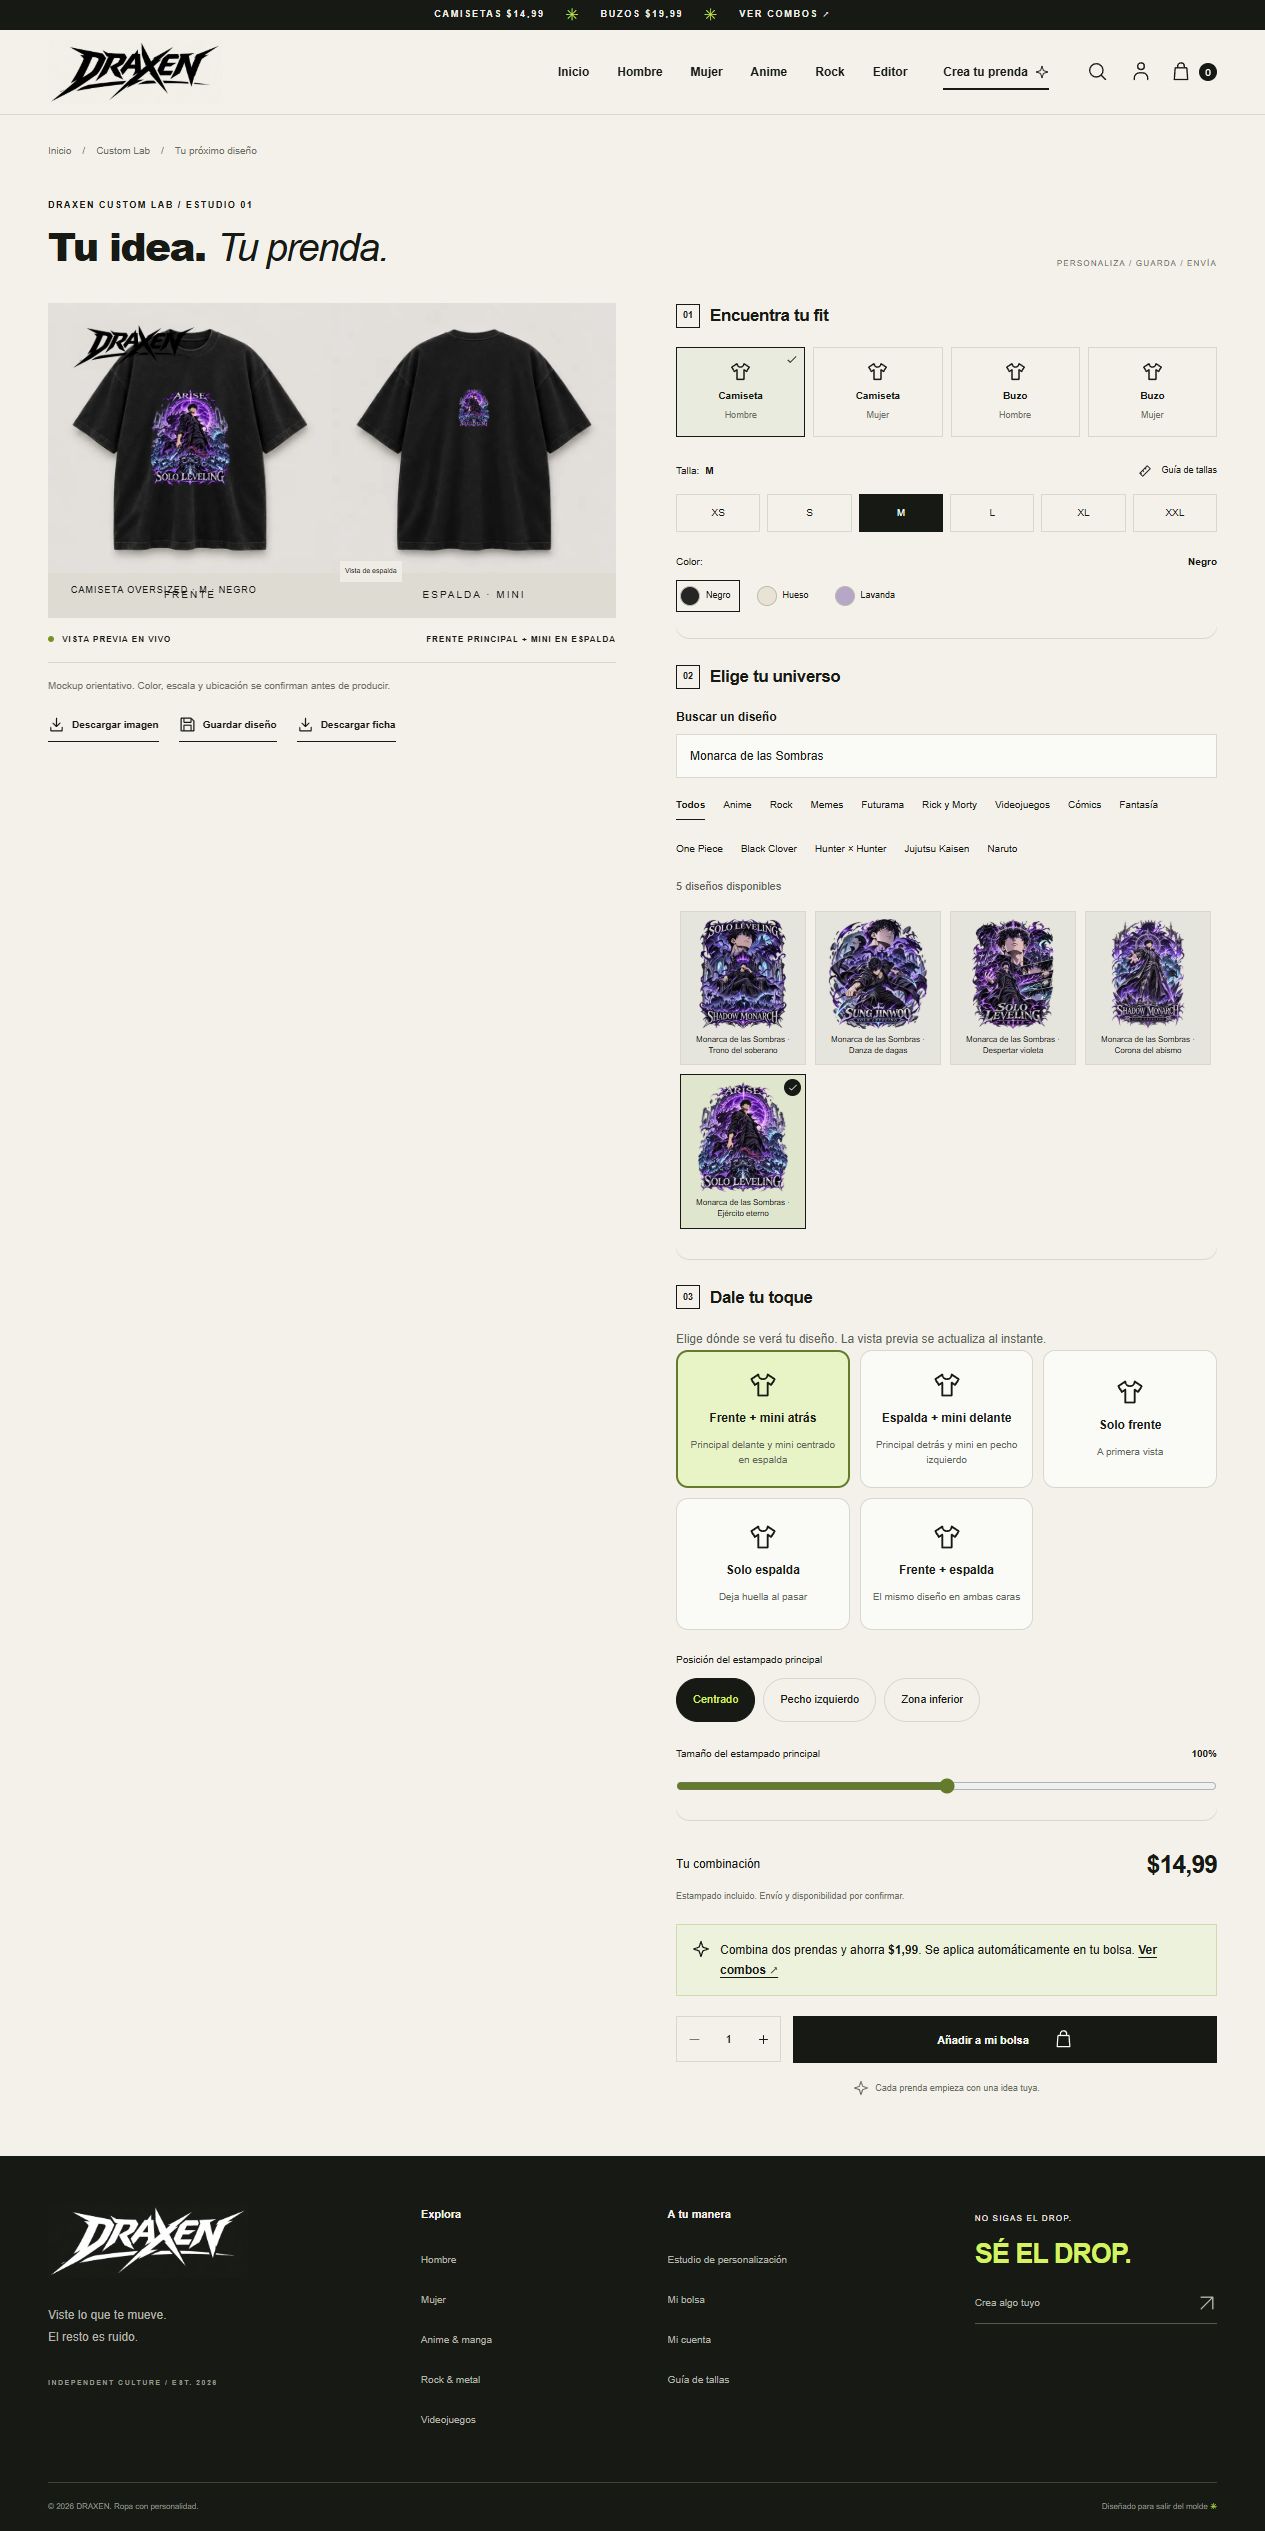 CAMISETAS $14,99 ✳ BUZOS $19,99 ✳ VER COMBOS ↗
DRAXEN
Inicio Hombre Mujer Anime Rock Editor Crea tu prenda 0
Inicio / Custom Lab / Tu próximo diseño
DRAXEN CUSTOM LAB / ESTUDIO 01
Tu idea. Tu prenda.
PERSONALIZA / GUARDA / ENVÍA
DRAXEN
ARISE
SOLO LEVELING
Vista de espalda
CAMISETA OVERSIZED · M · NEGRO
FRENTE
ESPALDA · MINI
VISTA PREVIA EN VIVO
FRENTE PRINCIPAL + MINI EN ESPALDA
Mockup orientativo. Color, escala y ubicación se confirman antes de producir.
Descargar imagen Guardar diseño Descargar ficha
01 Encuentra tu fit
Camiseta Camiseta Buzo Buzo
Hombre Mujer Hombre Mujer
Talla: M
Guía de tallas
XS S M L XL XXL
Color:
Negro
Negro Hueso Lavanda
02 Elige tu universo
Buscar un diseño
Monarca de las Sombras
Todos Anime Rock Memes Futurama Rick y Morty Videojuegos Cómics Fantasía
One Piece Black Clover Hunter × Hunter Jujutsu Kaisen Naruto
5 diseños disponibles
SOLO LEVELING
SHADOW MONARCH
SUNG JINWOO
SOLO LEVELING
SHADOW MONARCH
Monarca de las Sombras · Monarca de las Sombras · Monarca de las Sombras · Monarca de las Sombras ·
Trono del soberano Danza de dagas Despertar violeta Corona del abismo
ARISE
SOLO LEVELING
Monarca de las Sombras ·
Ejército eterno
03 Dale tu toque
Elige dónde se verá tu diseño. La vista previa se actualiza al instante.
Frente + mini atrás
Principal delante y mini centrado
en espalda
Espalda + mini delante
Principal detrás y mini en pecho
izquierdo
Solo frente
A primera vista
Solo espalda
Deja huella al pasar
Frente + espalda
El mismo diseño en ambas caras
Posición del estampado principal
Centrado Pecho izquierdo Zona inferior
Tamaño del estampado principal
100%
Tu combinación
$14,99
Estampado incluido. Envío y disponibilidad por confirmar.
Combina dos prendas y ahorra $1,99. Se aplica automáticamente en tu bolsa. Ver
combos ↗
− 1 +
Añadir a mi bolsa
Cada prenda empieza con una idea tuya.
DRAXEN
Viste lo que te mueve.
El resto es ruido.
INDEPENDENT CULTURE / EST. 2026
Explora
Hombre
Mujer
Anime & manga
Rock & metal
Videojuegos
A tu manera
Estudio de personalización
Mi bolsa
Mi cuenta
Guía de tallas
NO SIGAS EL DROP.
SÉ EL DROP.
Crea algo tuyo
© 2026 DRAXEN. Ropa con personalidad.
Diseñado para salir del molde ✳